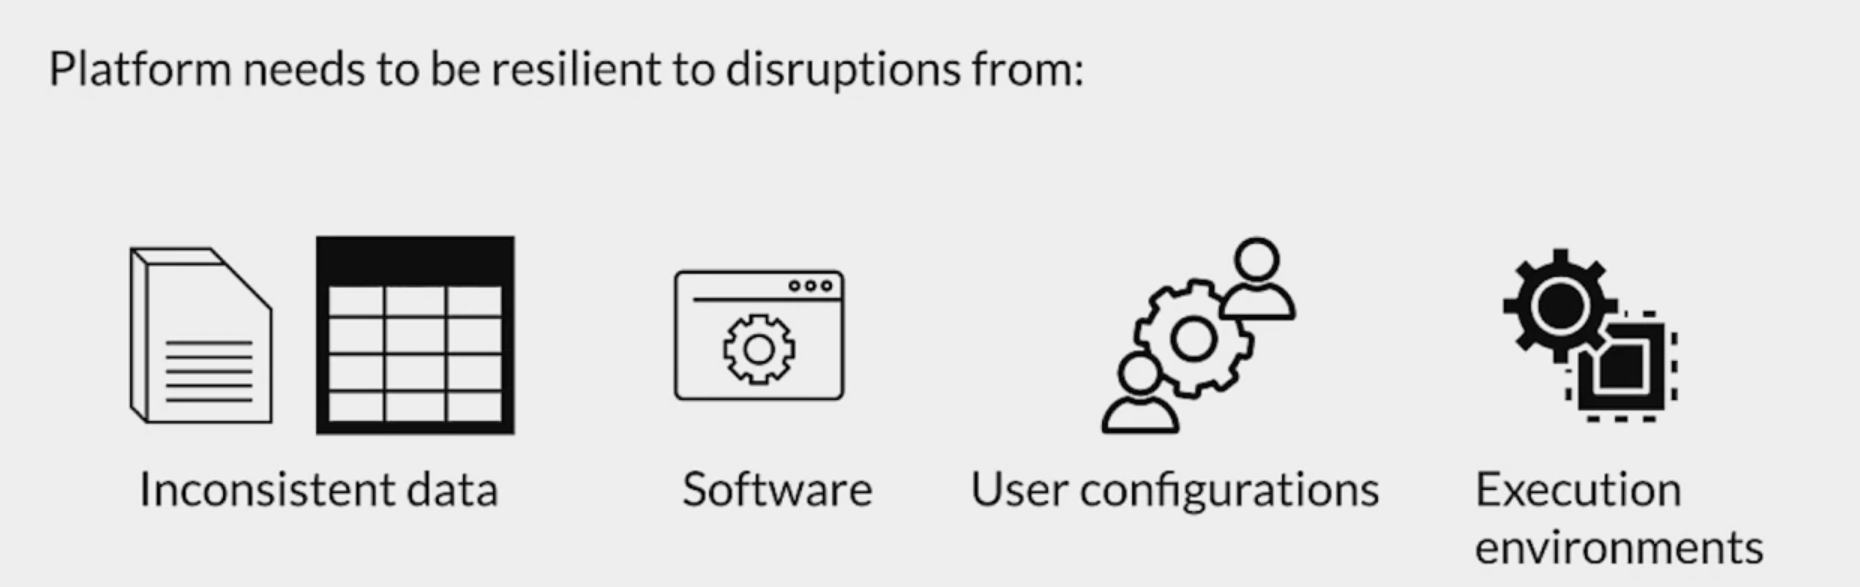 Platform needs to be resilient to disruptions from:
Inconsistent data
Software
User configurations
Execution
environments